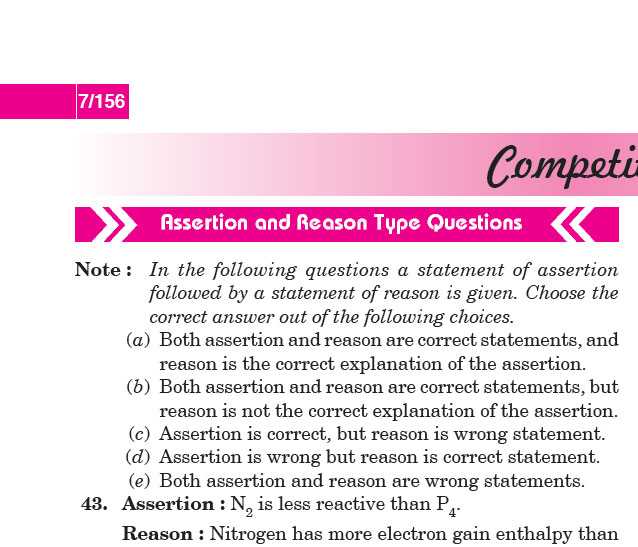 7/156
Assertion and Reason Type Questions
Note : In the following questions a statement of assertion
followed by a statement of reason is given. Choose the
correct answer out of the following choices.
(a) Both assertion and reason are correct statements, and
reason is the correct explanation of the assertion.
(b) Both assertion and reason are correct statements, but
reason is not the correct explanation of the assertion.
(c) Assertion is correct, but reason is wrong statement.
(d) Assertion is wrong but reason is correct statement.
(e) Both assertion and reason are wrong statements.
43. Assertion : N₂ is less reactive than P₄.
Reason : Nitrogen has more electron gain enthalpy than